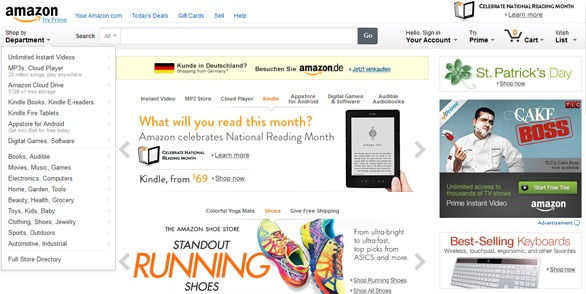 amazon
Try Prime
Your Amazon.com Today's Deals Gift Cards Sell Help
CELEBRATE NATIONAL READING MONTH
Learn more
Shop by
Department
Search All Go
Hello. Sign in
Your Account
Try
Prime
0
Cart
Wish
List
Unlimited Instant Videos
MP3s, Cloud Player
20 million songs, play anywhere
Amazon Cloud Drive
5 GB of free storage
Kindle Books, Kindle E-readers
Kindle Fire Tablets
Appstore for Android
Get Aero Ball for free today
Digital Games, Software
Books, Audible
Movies, Music, Games
Electronics, Computers
Home, Garden, Tools
Beauty, Health, Grocery
Toys, Kids, Baby
Clothing, Shoes, Jewelry
Sports, Outdoors
Automotive, Industrial
Full Store Directory
Kunde in Deutschland?
Shopping from Germany?
Besuchen Sie amazon.de
Jetzt einkaufen
Instant Video MP3 Store Cloud Player Kindle Appstore for Android Digital Games & Software Audible Audiobooks
What will you read this month?
Amazon celebrates National Reading Month
CELEBRATE NATIONAL READING MONTH
Learn more
Kindle, from $69 Shop now
Colorful Yoga Mats Shoes Give Free Shipping
THE AMAZON SHOE STORE
STANDOUT
RUNNING
SHOES
From ultra-bright
to ultra-fast,
top picks from
ASICS and more.
Shop Running Shoes
Shop All Shoes
St. Patrick's Day
Shop now
Prime
CAKE
BOSS
TLC
TLC's Cake Boss
now available
Unlimited access to
thousands of TV shows
Start Free Trial
Prime Instant Video
amazon
Advertisement
Best-Selling Keyboards
Wireless, touchpad, ergonomic, and other favorites
Shop now